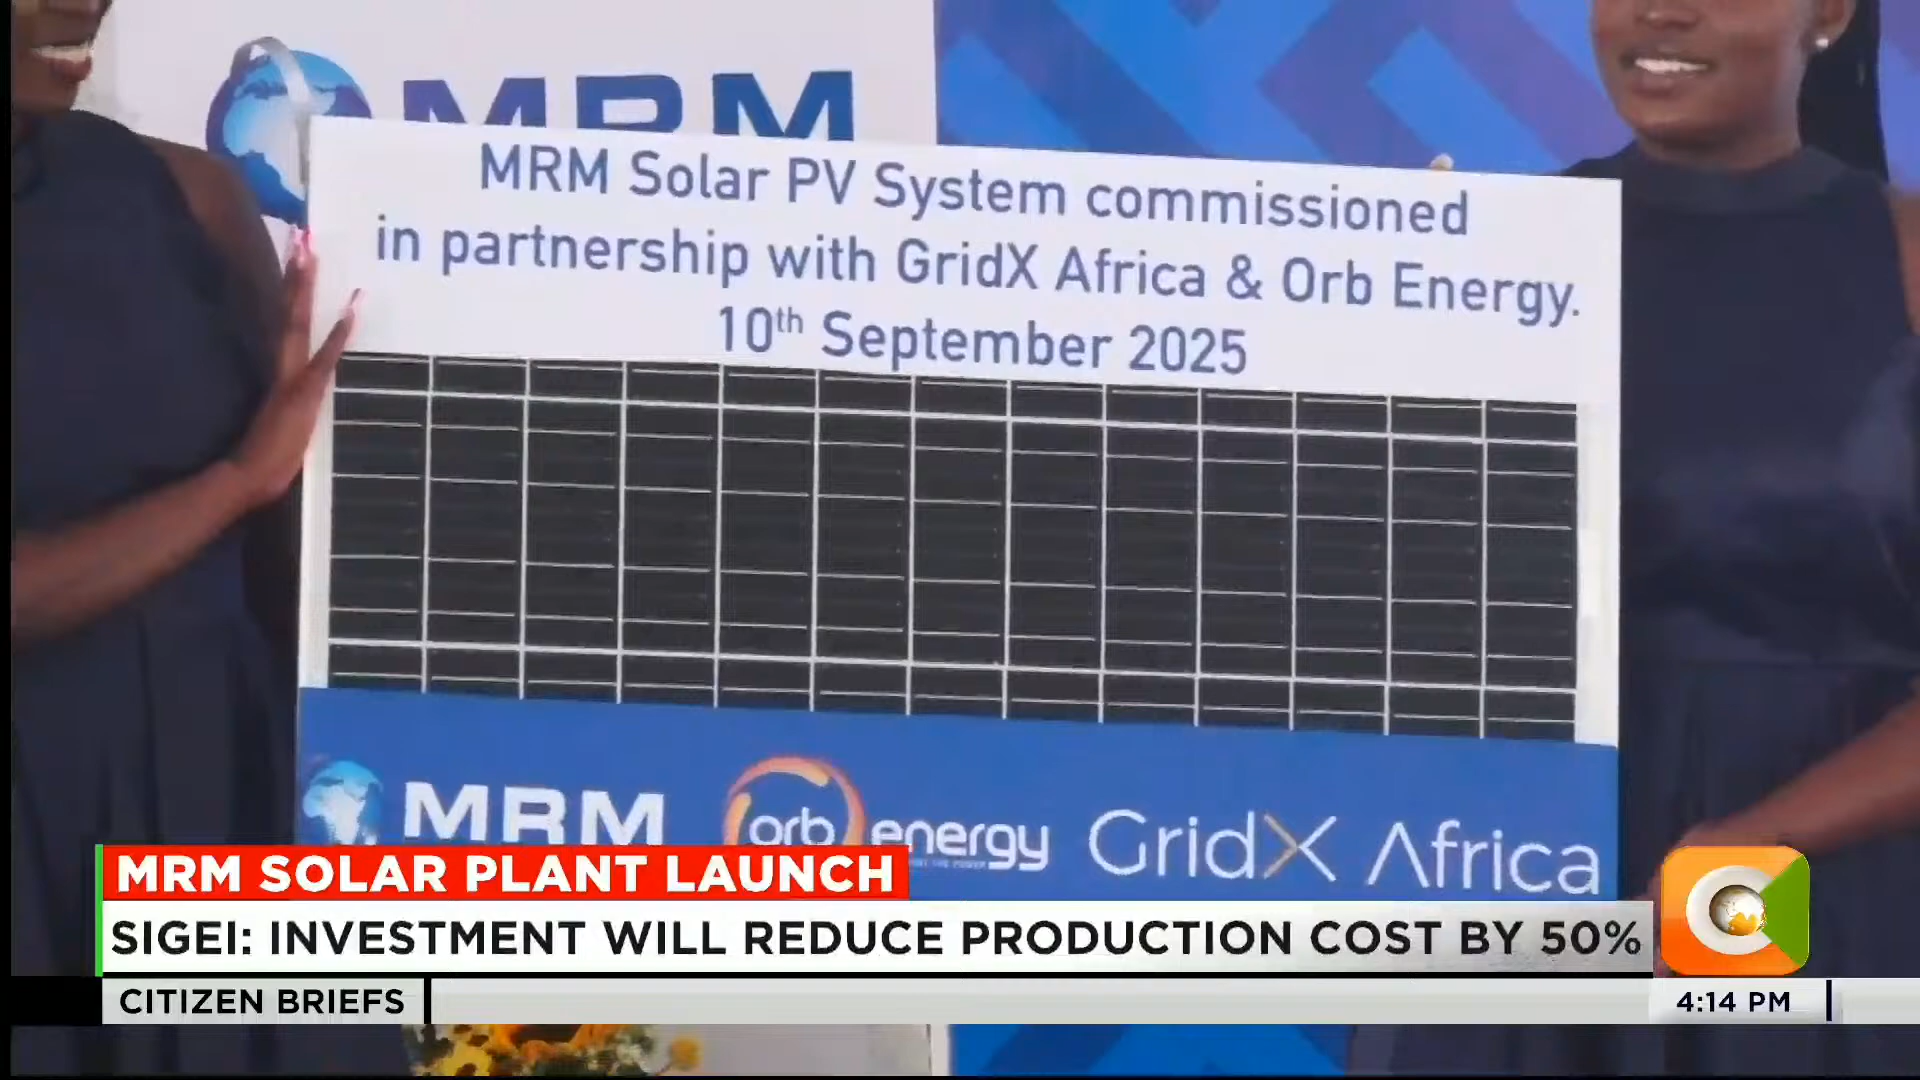 MRM
MRM Solar PV System commissioned
in partnership with GridX Africa & Orb Energy.
10th September 2025
MRM
orb energy
GridX Africa
MRM SOLAR PLANT LAUNCH
SIGEI: INVESTMENT WILL REDUCE PRODUCTION COST BY 50%
CITIZEN BRIEFS
4:14 PM